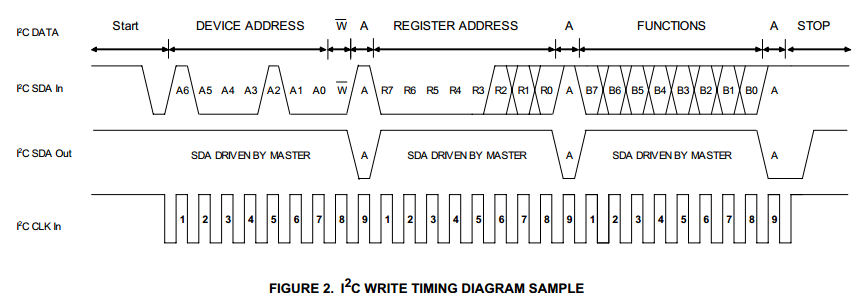 Start DEVICE ADDRESS W̅ A REGISTER ADDRESS A FUNCTIONS A STOP
I²C DATA
I²C SDA In
A6 A5 A4 A3 A2 A1 A0 W̅ A R7 R6 R5 R4 R3 R2 R1 R0 A B7 B6 B5 B4 B3 B2 B1 B0 A
I²C SDA Out
SDA DRIVEN BY MASTER A SDA DRIVEN BY MASTER A SDA DRIVEN BY MASTER A
I²C CLK In
1 2 3 4 5 6 7 8 9 1 2 3 4 5 6 7 8 9 1 2 3 4 5 6 7 8 9
FIGURE 2. I²C WRITE TIMING DIAGRAM SAMPLE